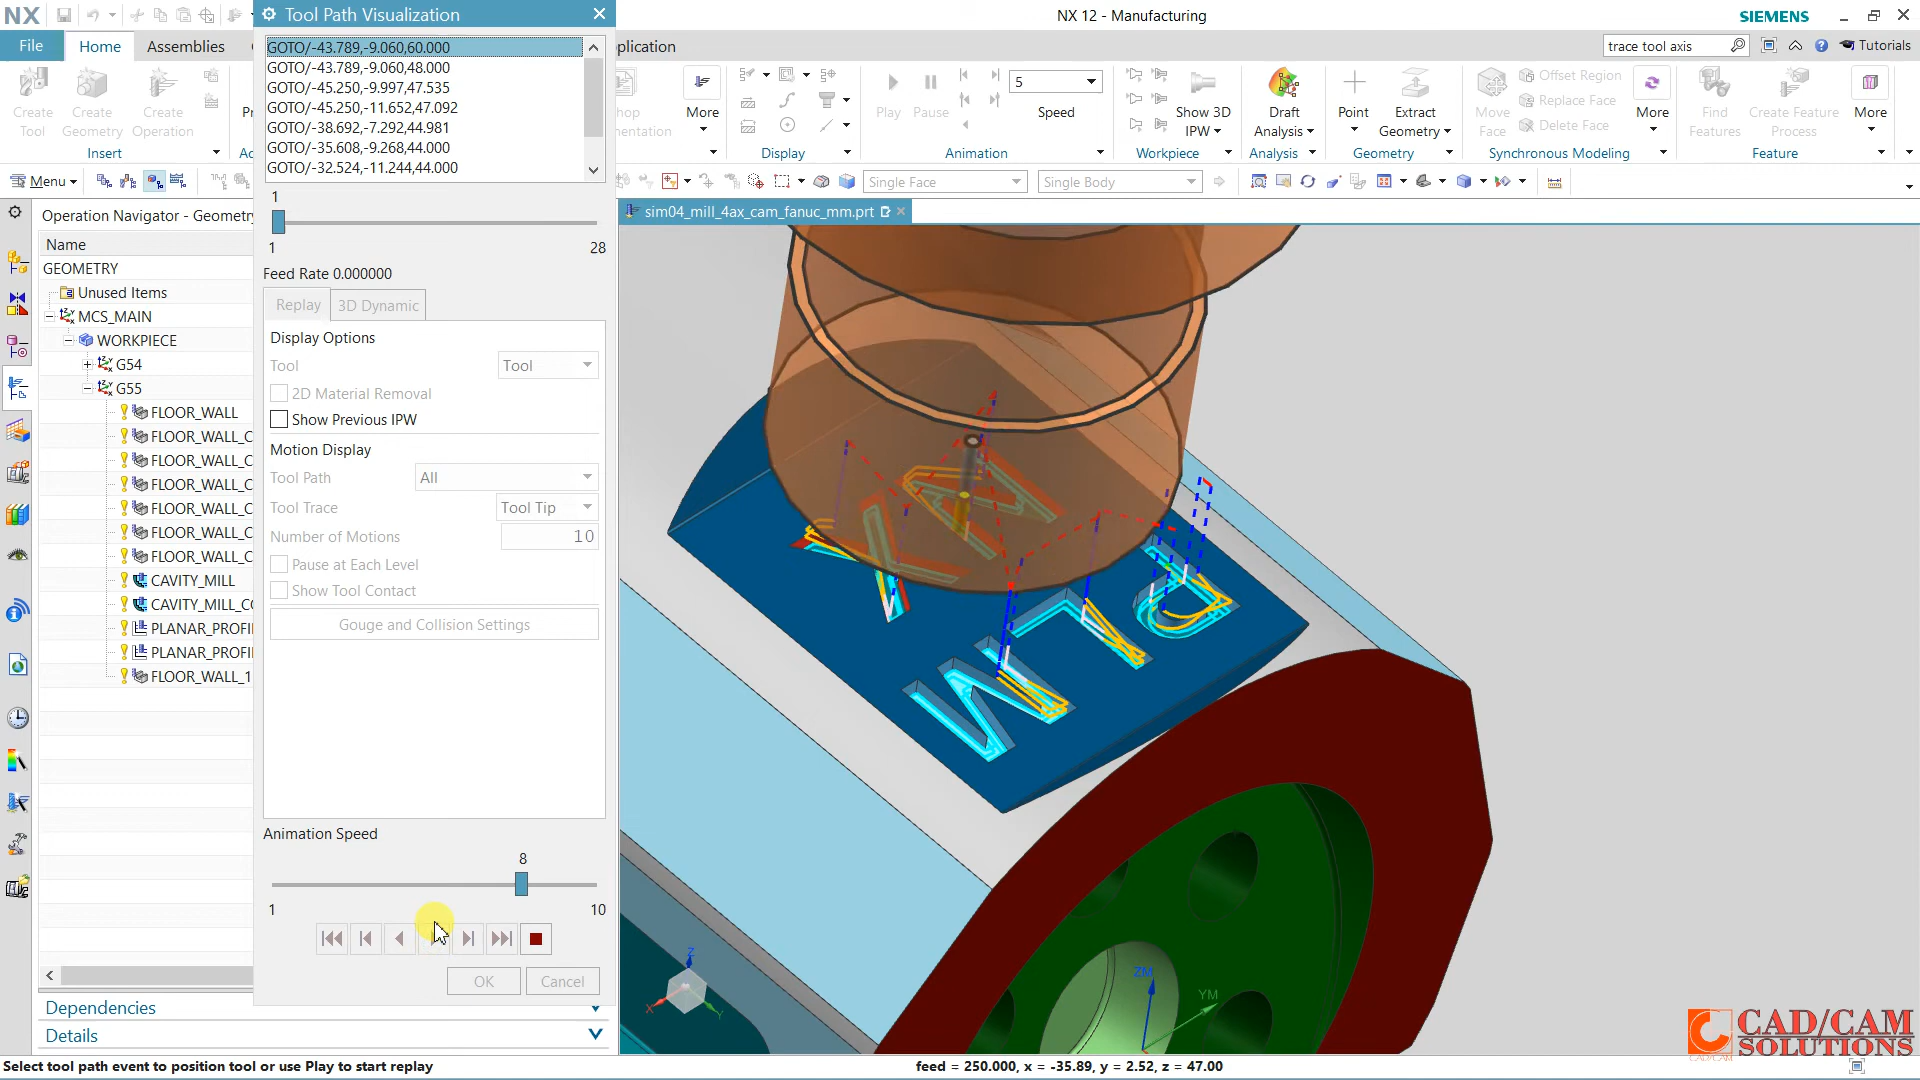 NX
Tool Path Visualization
NX 12 - Manufacturing
SIEMENS
File
Home
Assemblies
plication
trace tool axis
Tutorials
Create Tool
Create Geometry
Create Operation
Insert
More
Display
Play
Pause
5
Speed
Animation
Show 3D IPW
Workpiece
Draft Analysis
Analysis
Point
Extract Geometry
Geometry
Move Face
Offset Region
Replace Face
Delete Face
More
Synchronous Modeling
Find Features
Create Feature Process
More
Feature
Menu
Single Face
Single Body
GOTO/-43.789,-9.060,60.000
GOTO/-43.789,-9.060,48.000
GOTO/-45.250,-9.997,47.535
GOTO/-45.250,-11.652,47.092
GOTO/-38.692,-7.292,44.981
GOTO/-35.608,-9.268,44.000
GOTO/-32.524,-11.244,44.000
1
1
28
Feed Rate 0.000000
Replay
3D Dynamic
Display Options
Tool
Tool
2D Material Removal
Show Previous IPW
Motion Display
Tool Path
All
Tool Trace
Tool Tip
Number of Motions
10
Pause at Each Level
Show Tool Contact
Gouge and Collision Settings
Animation Speed
8
1
10
OK
Cancel
Operation Navigator - Geometry
Name
GEOMETRY
Unused Items
MCS_MAIN
WORKPIECE
G54
G55
FLOOR_WALL
FLOOR_WALL_C
FLOOR_WALL_C
FLOOR_WALL_C
FLOOR_WALL_C
FLOOR_WALL_C
FLOOR_WALL_C
CAVITY_MILL
CAVITY_MILL_CO
PLANAR_PROFI
PLANAR_PROFI
FLOOR_WALL_1
Dependencies
Details
sim04_mill_4ax_cam_fanuc_mm.prt
Z
X
Y
ZM
YM
CAD/CAM
SOLUTIONS
Select tool path event to position tool or use Play to start replay
feed = 250.000, x = -35.89, y = 2.52, z = 47.00